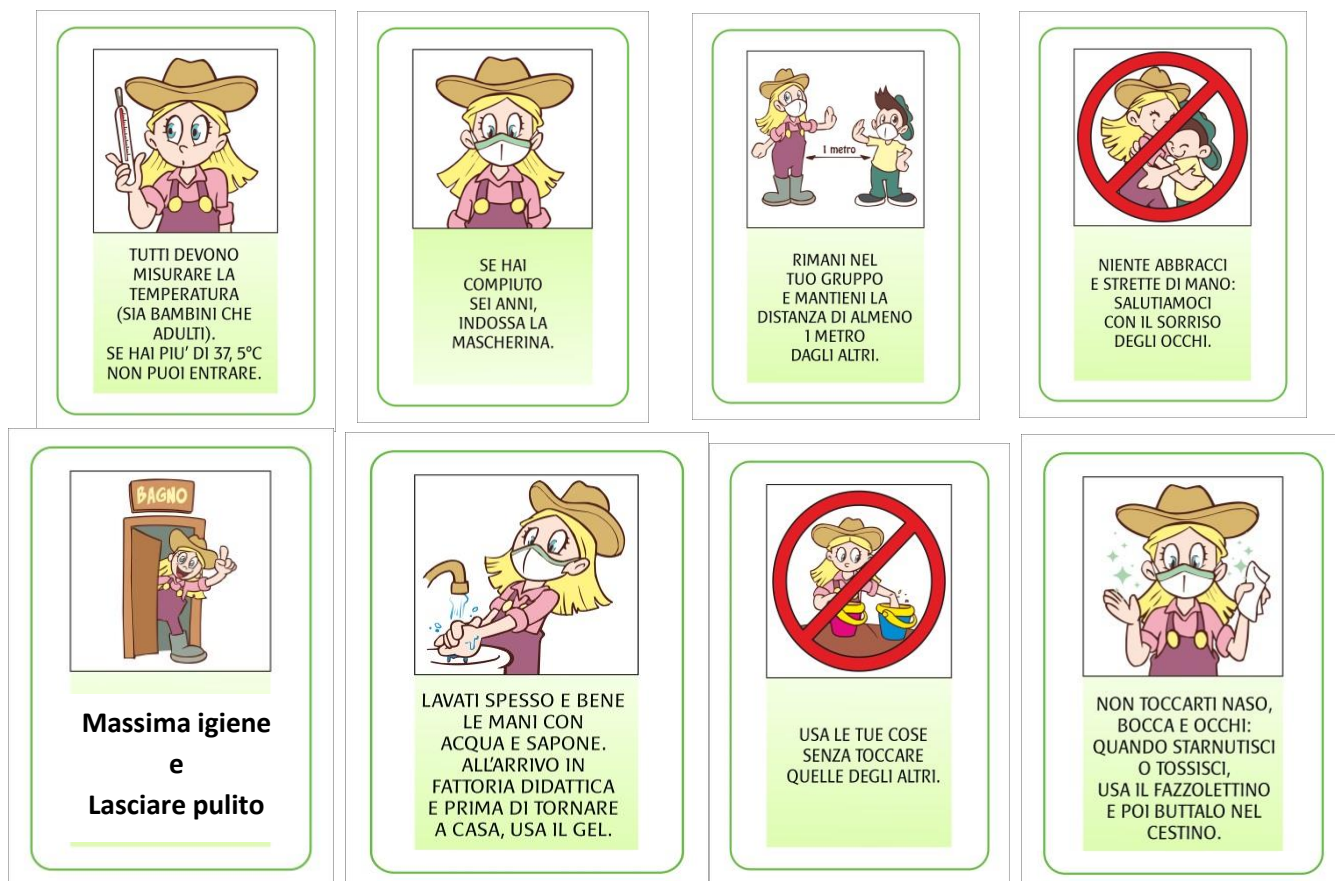 TUTTI DEVONO
MISURARE LA
TEMPERATURA
(SIA BAMBINI CHE
ADULTI).
SE HAI PIU' DI 37, 5°C
NON PUOI ENTRARE.
SE HAI
COMPIUTO
SEI ANNI,
INDOSSA LA
MASCHERINA.
1 metro
RIMANI NEL
TUO GRUPPO
E MANTIENI LA
DISTANZA DI ALMENO
1 METRO
DAGLI ALTRI.
NIENTE ABBRACCI
E STRETTE DI MANO:
SALUTIAMOCI
CON IL SORRISO
DEGLI OCCHI.
BAGNO
Massima igiene
e
Lasciare pulito
LAVATI SPESSO E BENE
LE MANI CON
ACQUA E SAPONE.
ALL'ARRIVO IN
FATTORIA DIDATTICA
E PRIMA DI TORNARE
A CASA, USA IL GEL.
USA LE TUE COSE
SENZA TOCCARE
QUELLE DEGLI ALTRI.
NON TOCCARTI NASO,
BOCCA E OCCHI:
QUANDO STARNUTISCI
O TOSSISCI,
USA IL FAZZOLETTINO
E POI BUTTALO NEL
CESTINO.